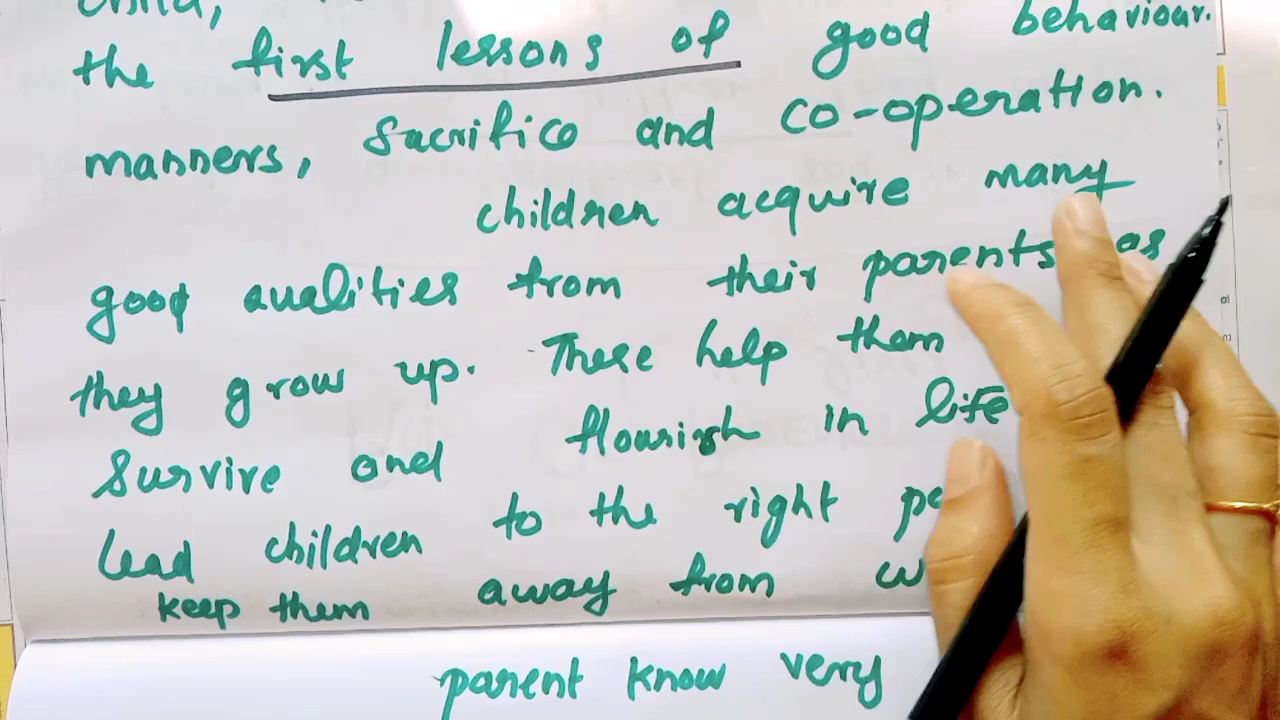 child,
the first lessons of good behaviour.
manners, Sacrifice and co-operation.
children acquire many
good qualities from their parents as
they grow up. These help them
Survive and flourish in life
lead children to the right
keep them away from
parent know very